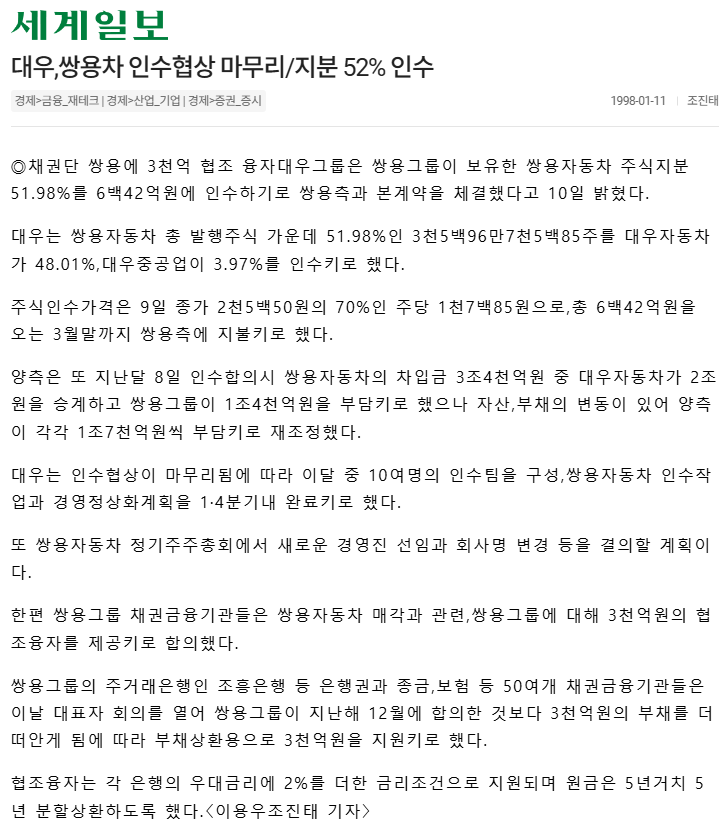 세계일보
대우,쌍용차 인수협상 마무리/지분 52% 인수
경제>금융_재테크 | 경제>산업_기업 | 경제>증권_증시
1998-01-11 | 조진태
◎채권단 쌍용에 3천억 협조 융자대우그룹은 쌍용그룹이 보유한 쌍용자동차 주식지분
51.98%를 6백42억원에 인수하기로 쌍용측과 본계약을 체결했다고 10일 밝혔다.
대우는 쌍용자동차 총 발행주식 가운데 51.98%인 3천5백96만7천5백85주를 대우자동차
가 48.01%,대우중공업이 3.97%를 인수키로 했다.
주식인수가격은 9일 종가 2천5백50원의 70%인 주당 1천7백85원으로,총 6백42억원을
오는 3월말까지 쌍용측에 지불키로 했다.
양측은 또 지난달 8일 인수합의시 쌍용자동차의 차입금 3조4천억원 중 대우자동차가 2조
원을 승계하고 쌍용그룹이 1조4천억원을 부담키로 했으나 자산,부채의 변동이 있어 양측
이 각각 1조7천억원씩 부담키로 재조정했다.
대우는 인수협상이 마무리됨에 따라 이달 중 10여명의 인수팀을 구성,쌍용자동차 인수작
업과 경영정상화계획을 1·4분기내 완료키로 했다.
또 쌍용자동차 정기주주총회에서 새로운 경영진 선임과 회사명 변경 등을 결의할 계획이
다.
한편 쌍용그룹 채권금융기관들은 쌍용자동차 매각과 관련,쌍용그룹에 대해 3천억원의 협
조융자를 제공키로 합의했다.
쌍용그룹의 주거래은행인 조흥은행 등 은행권과 종금,보험 등 50여개 채권금융기관들은
이날 대표자 회의를 열어 쌍용그룹이 지난해 12월에 합의한 것보다 3천억원의 부채를 더
떠안게 됨에 따라 부채상환용으로 3천억원을 지원키로 했다.
협조융자는 각 은행의 우대금리에 2%를 더한 금리조건으로 지원되며 원금은 5년거치 5
년 분할상환하도록 했다.<이용우조진태 기자>